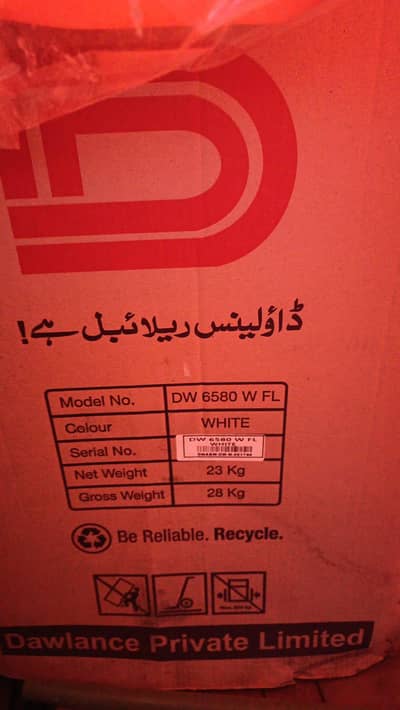 ڈاؤلینس ریلائبل ہے!
Model No. DW 6580 W FL
Colour WHITE
Serial No. DW 6580 W FL
WHITE
Net Weight 23 Kg
Gross Weight 28 Kg
Be Reliable. Recycle.
Dawlance Private Limited